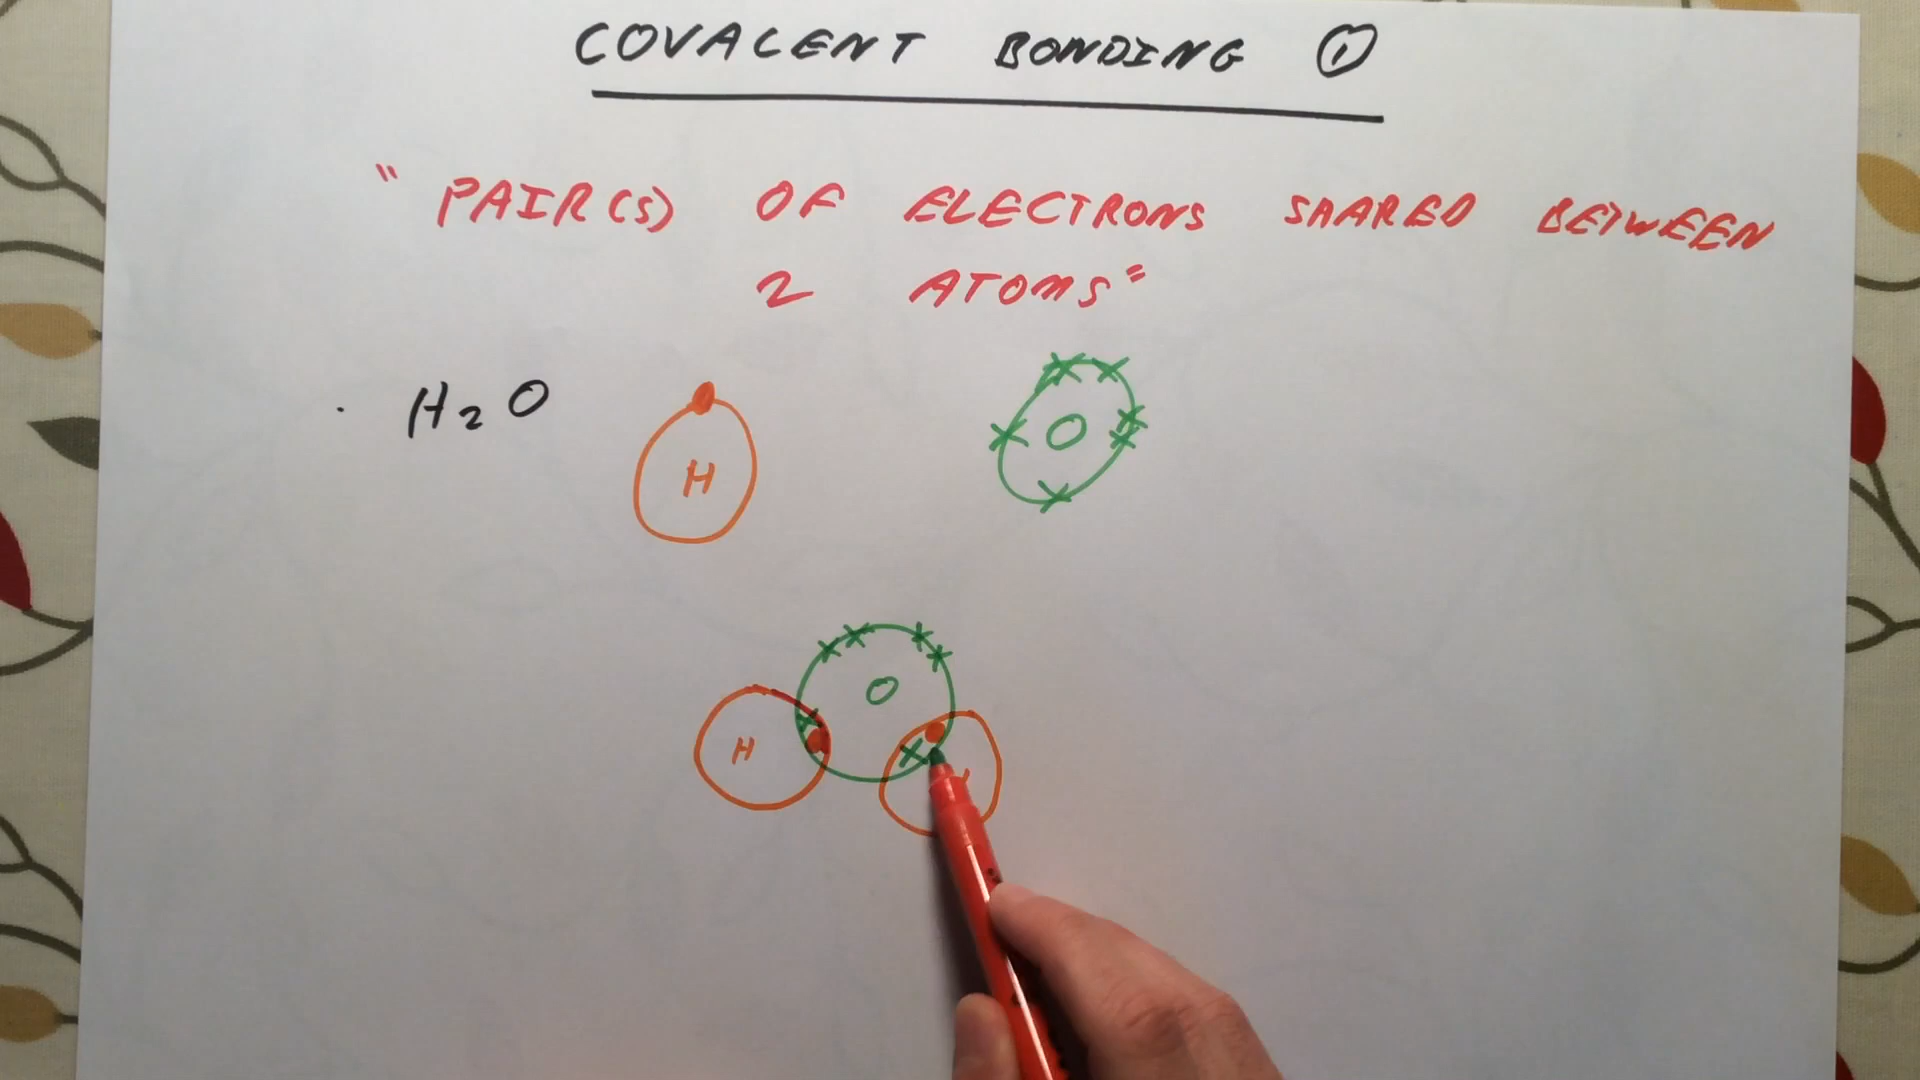 COVALENT BONDING ①
"PAIR(S) OF ELECTRONS SHARED BETWEEN
2 ATOMS"
· H₂O
H
O
O
H